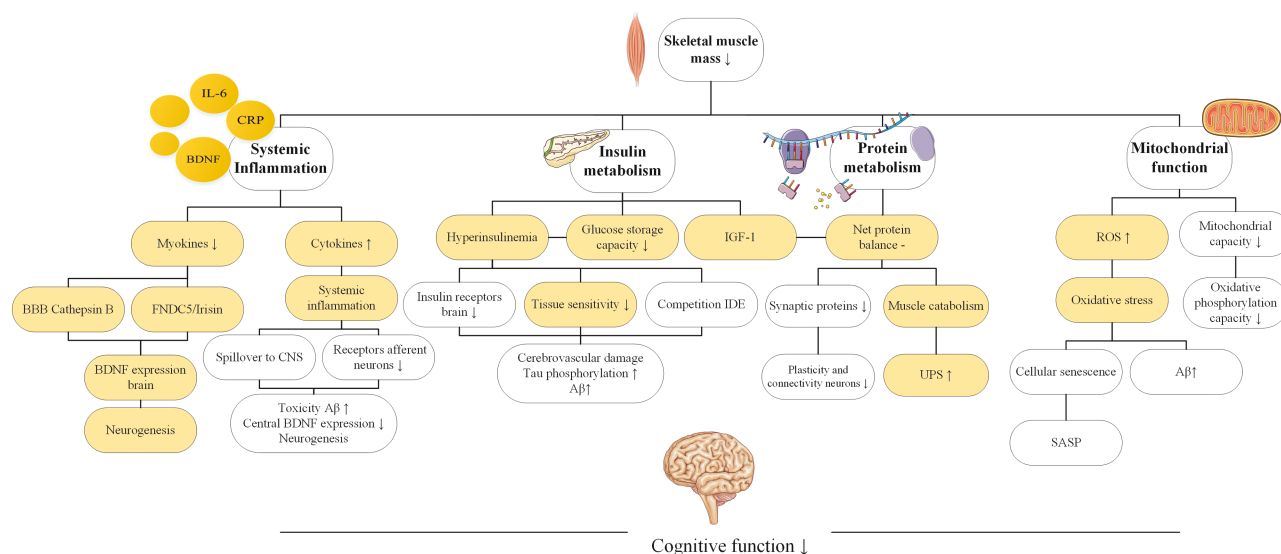 Skeletal muscle
mass ↓
IL-6
CRP
BDNF
Systemic
Inflammation
Insulin
metabolism
Protein
metabolism
Mitochondrial
function
Myokines ↓
Cytokines ↑
Hyperinsulinemia
Glucose storage
capacity ↓
IGF-1
Net protein
balance -
ROS ↑
Mitochondrial
capacity ↓
BBB Cathepsin B
FNDC5/Irisin
Systemic
inflammation
Insulin receptors
brain ↓
Tissue sensitivity ↓
Competition IDE
Synaptic proteins ↓
Muscle catabolism
Oxidative stress
Oxidative
phosphorylation
capacity ↓
Spillover to CNS
Receptors afferent
neurons ↓
BDNF expression
brain
Cerebrovascular damage
Tau phosphorylation ↑
Aβ↑
Plasticity and
connectivity neurons ↓
UPS ↑
Cellular senescence
Aβ↑
Neurogenesis
Toxicity Aβ ↑
Central BDNF expression ↓
Neurogenesis
SASP
Cognitive function ↓